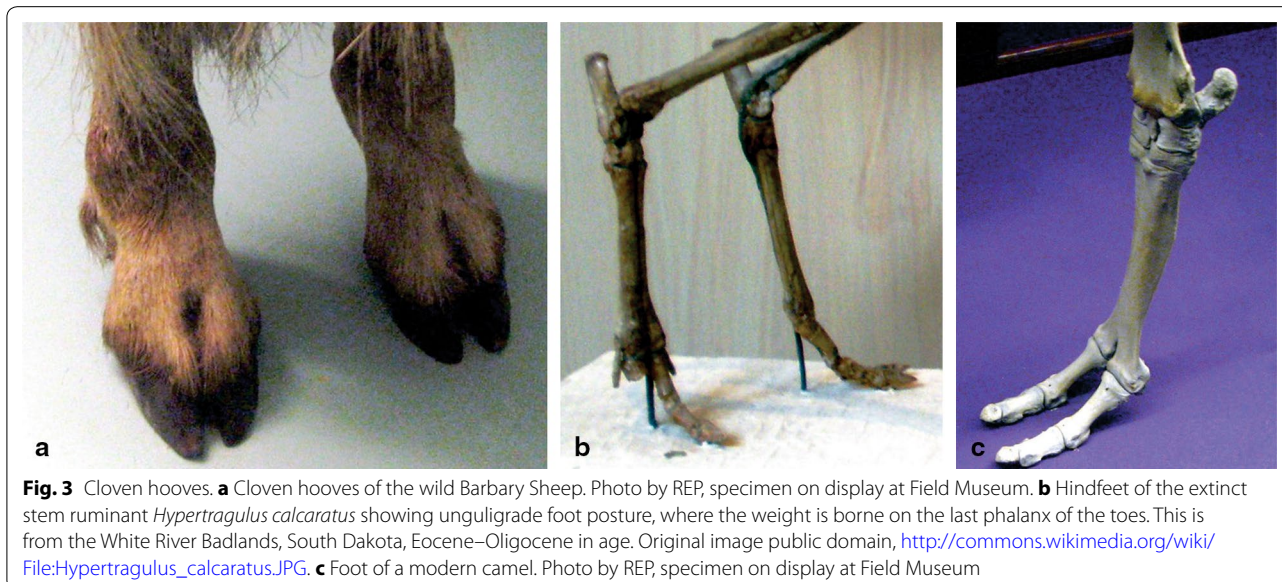 a
b
c
Fig. 3 Cloven hooves. a Cloven hooves of the wild Barbary Sheep. Photo by REP, specimen on display at Field Museum. b Hindfeet of the extinct
stem ruminant Hypertragulus calcaratus showing unguligrade foot posture, where the weight is borne on the last phalanx of the toes. This is
from the White River Badlands, South Dakota, Eocene–Oligocene in age. Original image public domain, http://commons.wikimedia.org/wiki/
File:Hypertragulus_calcaratus.JPG. c Foot of a modern camel. Photo by REP, specimen on display at Field Museum